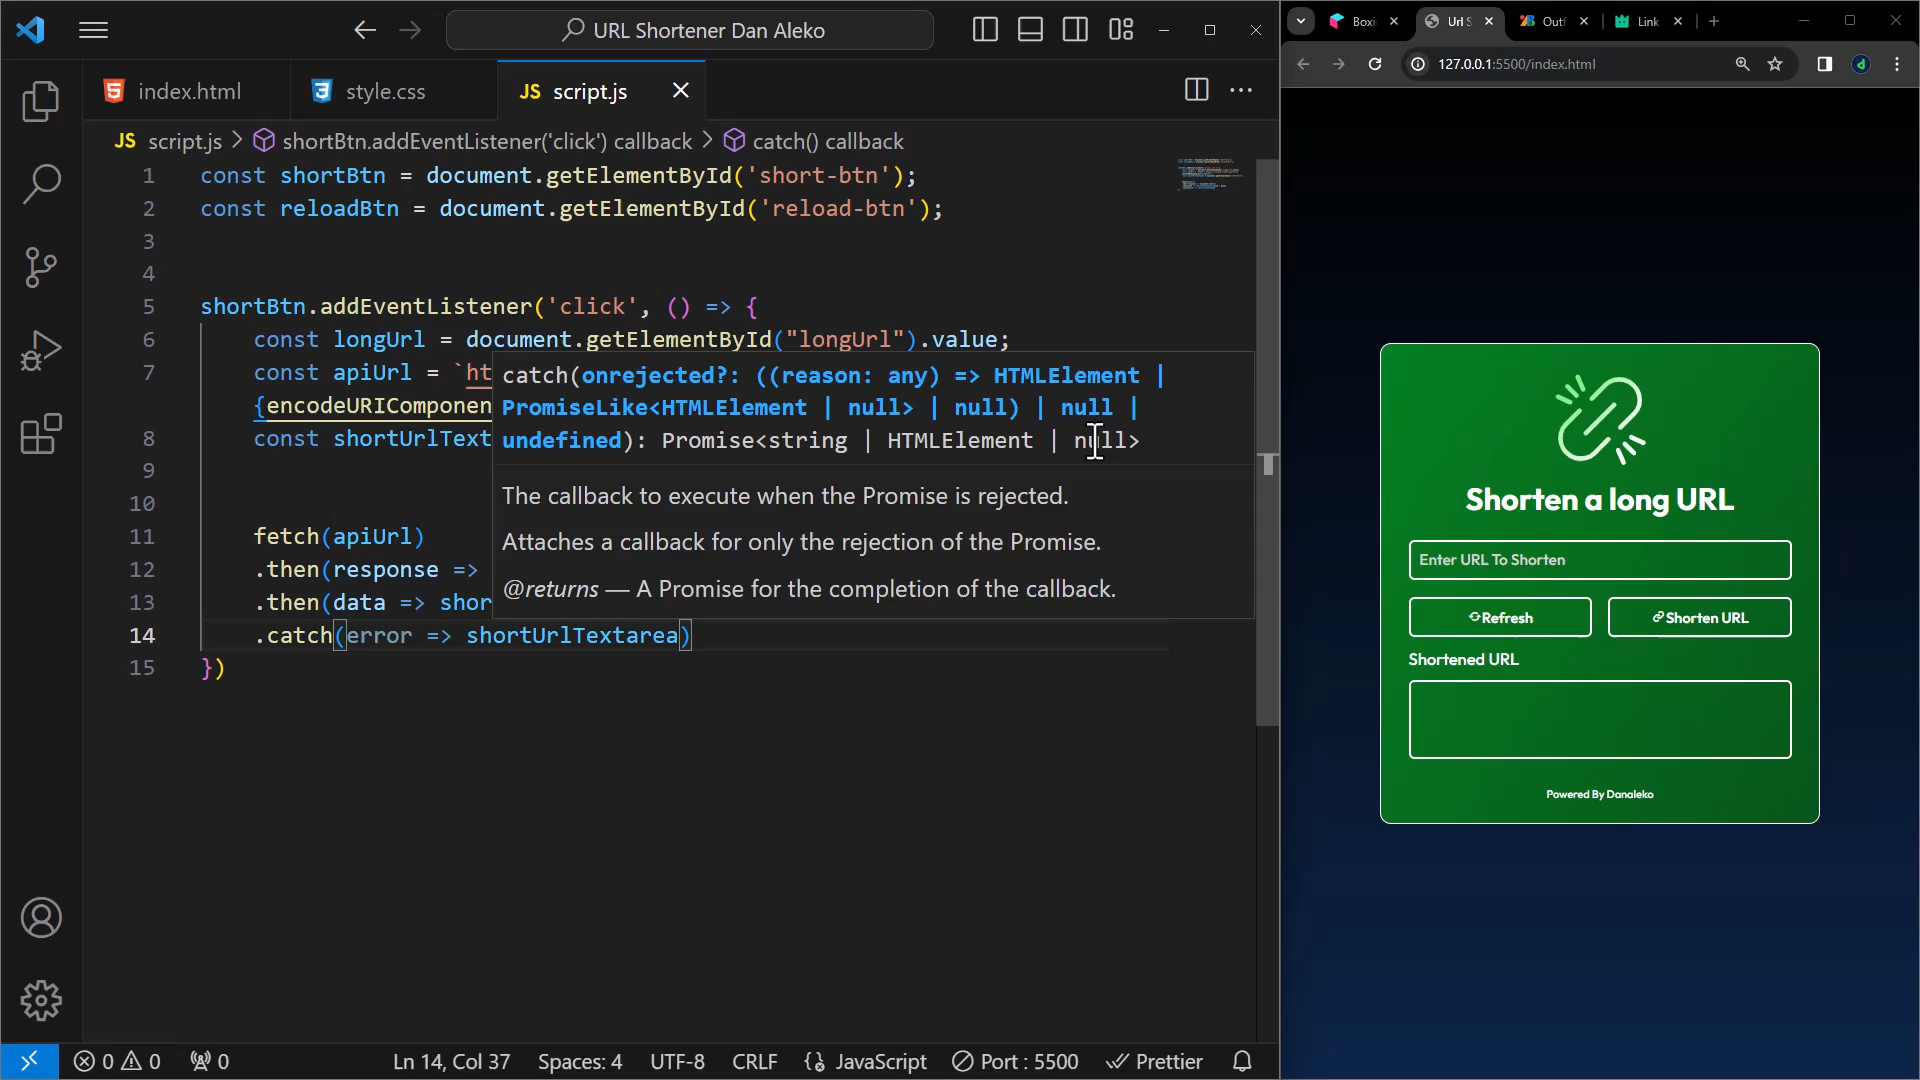 URL Shortener Dan Aleko
index.html
style.css
JS script.js
JS script.js > shortBtn.addEventListener('click') callback > catch() callback
1 const shortBtn = document.getElementById('short-btn');
2 const reloadBtn = document.getElementById('reload-btn');
3
4
5 shortBtn.addEventListener('click', () => {
6 const longUrl = document.getElementById("longUrl").value;
7 const apiUrl = `ht
{encodeURIComponen
8 const shortUrlText
9
10
11 fetch(apiUrl)
12 .then(response =>
13 .then(data => shor
14 .catch(error => shortUrlTextarea)
15 })
catch(onrejected?: ((reason: any) => HTMLElement |
PromiseLike<HTMLElement | null> | null) | null |
undefined): Promise<string | HTMLElement | null>
The callback to execute when the Promise is rejected.
Attaches a callback for only the rejection of the Promise.
@returns — A Promise for the completion of the callback.
0 0 0
Ln 14, Col 37
Spaces: 4
UTF-8
CRLF
JavaScript
Port : 5500
Prettier
Boxi
Url S
Outf
Link
127.0.0.1:5500/index.html
d
Shorten a long URL
Enter URL To Shorten
Refresh
Shorten URL
Shortened URL
Powered By Danaleko